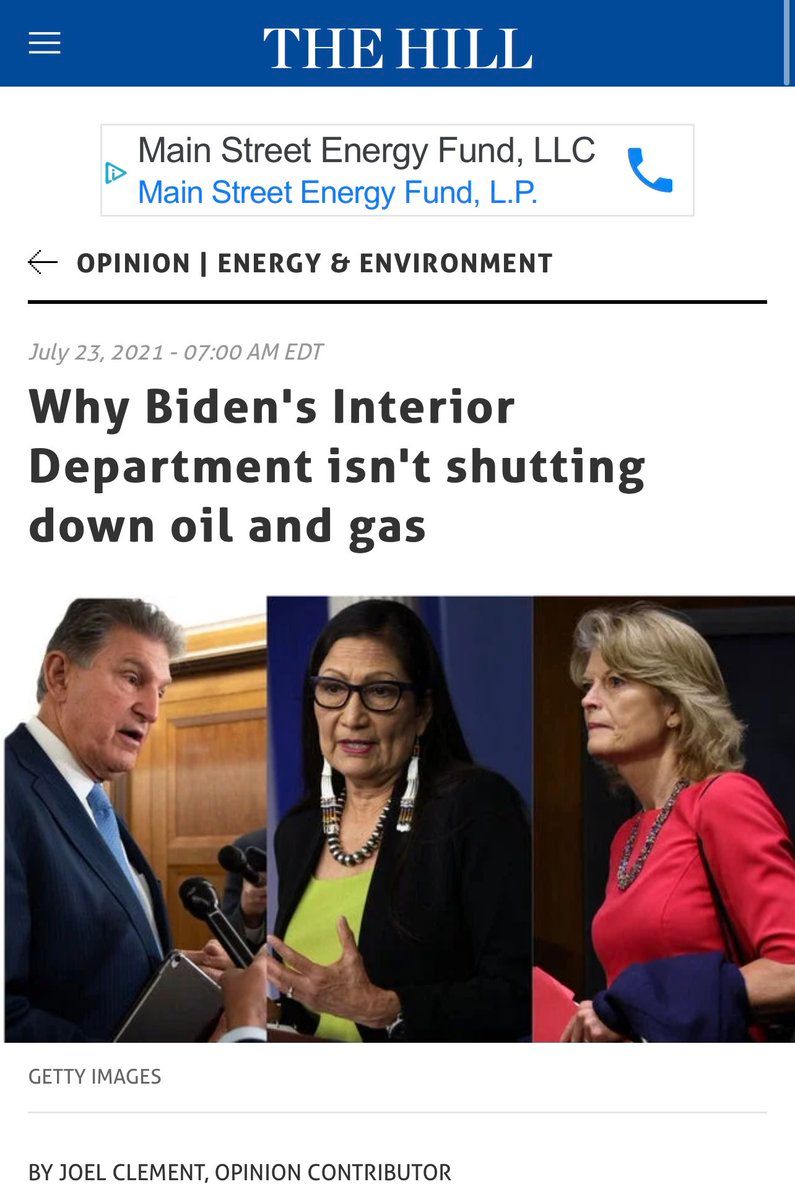 THE HILL
Main Street Energy Fund, LLC
Main Street Energy Fund, L.P.
OPINION | ENERGY & ENVIRONMENT
July 23, 2021 - 07:00 AM EDT
Why Biden's Interior
Department isn't shutting
down oil and gas
GETTY IMAGES
BY JOEL CLEMENT, OPINION CONTRIBUTOR